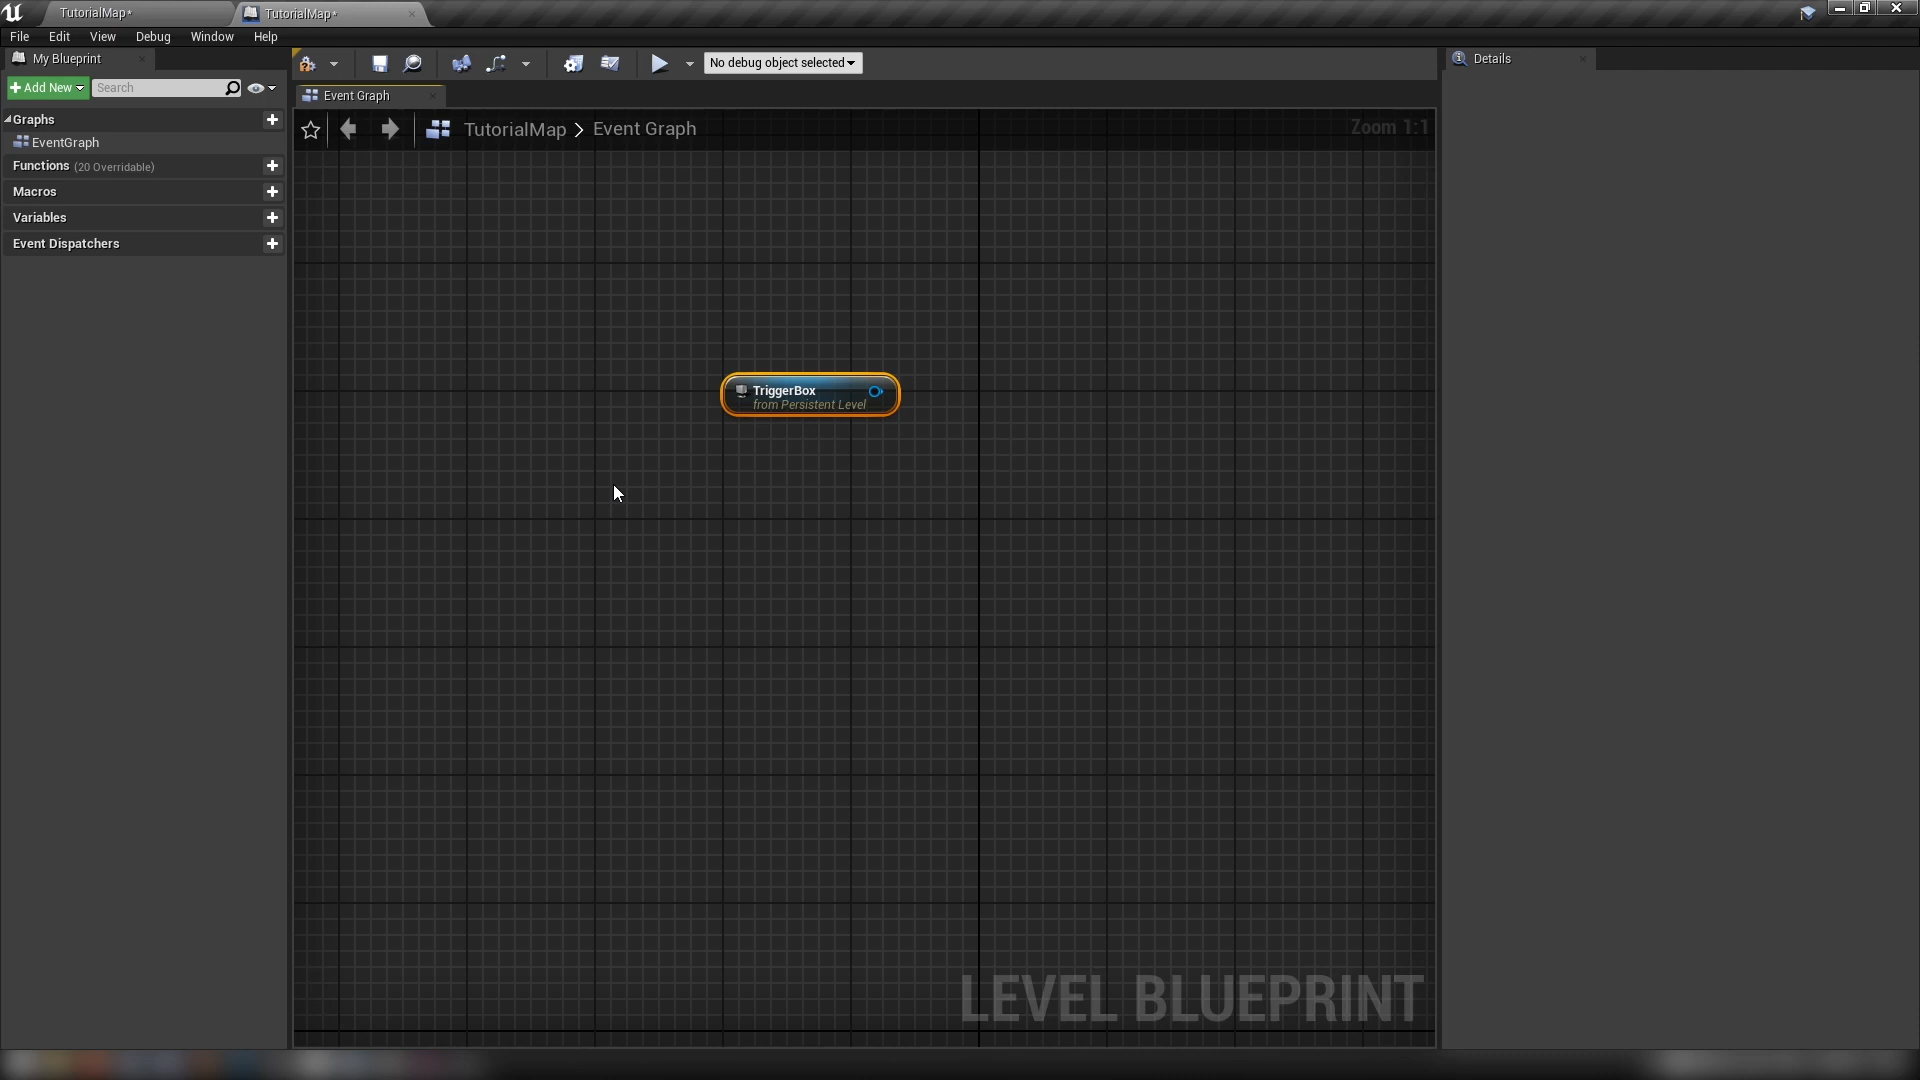 TutorialMap*
TutorialMap*
File Edit View Debug Window Help
My Blueprint
Add New
Search
Graphs
EventGraph
Functions (20 Overridable)
Macros
Variables
Event Dispatchers
No debug object selected
Event Graph
TutorialMap > Event Graph
Zoom 1:1
TriggerBox
from Persistent Level
LEVEL BLUEPRINT
Details